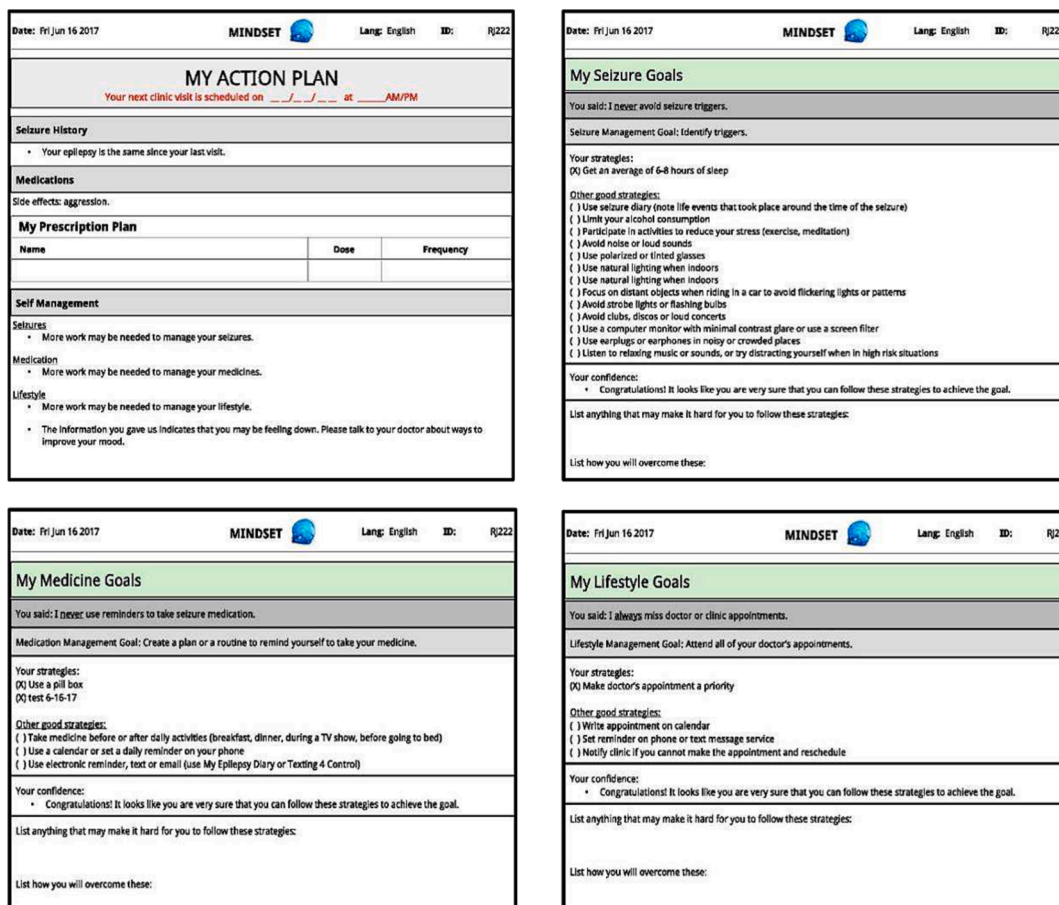 Date: Fri Jun 16 2017 MINDSET Lang: English ID: RJ222
MY ACTION PLAN
Your next clinic visit is scheduled on __/__/__ at _____AM/PM
Seizure History
• Your epilepsy is the same since your last visit.
Medications
Side effects: aggression.
My Prescription Plan
Name Dose Frequency
Self Management
Seizures
• More work may be needed to manage your seizures.
Medication
• More work may be needed to manage your medicines.
Lifestyle
• More work may be needed to manage your lifestyle.
• The information you gave us indicates that you may be feeling down. Please talk to your doctor about ways to
improve your mood.
Date: Fri Jun 16 2017 MINDSET Lang: English ID: RJ22
My Seizure Goals
You said: I never avoid seizure triggers.
Seizure Management Goal: Identify triggers.
Your strategies:
(X) Get an average of 6-8 hours of sleep
Other good strategies:
( ) Use seizure diary (note life events that took place around the time of the seizure)
( ) Limit your alcohol consumption
( ) Participate in activities to reduce your stress (exercise, meditation)
( ) Avoid noise or loud sounds
( ) Use polarized or tinted glasses
( ) Use natural lighting when indoors
( ) Use natural lighting when indoors
( ) Focus on distant objects when riding in a car to avoid flickering lights or patterns
( ) Avoid strobe lights or flashing bulbs
( ) Avoid clubs, discos or loud concerts
( ) Use a computer monitor with minimal contrast glare or use a screen filter
( ) Use earplugs or earphones in noisy or crowded places
( ) Listen to relaxing music or sounds, or try distracting yourself when in high risk situations
Your confidence:
• Congratulations! It looks like you are very sure that you can follow these strategies to achieve the goal.
List anything that may make it hard for you to follow these strategies:
List how you will overcome these:
Date: Fri Jun 16 2017 MINDSET Lang: English ID: RJ222
My Medicine Goals
You said: I never use reminders to take seizure medication.
Medication Management Goal: Create a plan or a routine to remind yourself to take your medicine.
Your strategies:
(X) Use a pill box
(X) test 6-16-17
Other good strategies:
( ) Take medicine before or after daily activities (breakfast, dinner, during a TV show, before going to bed)
( ) Use a calendar or set a daily reminder on your phone
( ) Use electronic reminder, text or email (use My Epilepsy Diary or Texting 4 Control)
Your confidence:
• Congratulations! It looks like you are very sure that you can follow these strategies to achieve the goal.
List anything that may make it hard for you to follow these strategies:
List how you will overcome these:
Date: Fri Jun 16 2017 MINDSET Lang: English ID: RJ2
My Lifestyle Goals
You said: I always miss doctor or clinic appointments.
Lifestyle Management Goal: Attend all of your doctor's appointments.
Your strategies:
(X) Make doctor's appointment a priority
Other good strategies:
( ) Write appointment on calendar
( ) Set reminder on phone or text message service
( ) Notify clinic if you cannot make the appointment and reschedule
Your confidence:
• Congratulations! It looks like you are very sure that you can follow these strategies to achieve the goal.
List anything that may make it hard for you to follow these strategies:
List how you will overcome these: